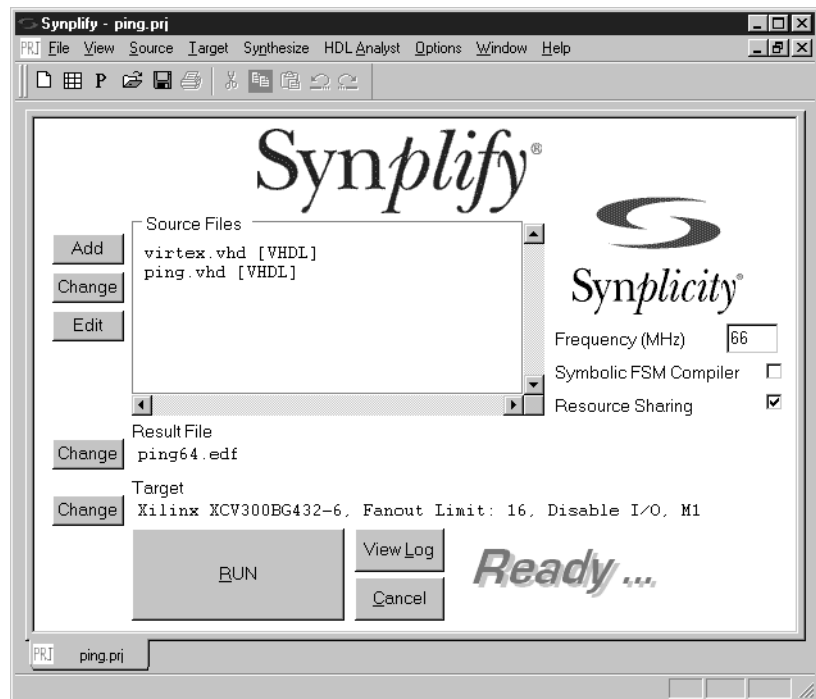 Synplify - ping.prj
PRJ File View Source Target Synthesize HDL Analyst Options Window Help
P
Synplify®
Source Files
Add
virtex.vhd [VHDL]
ping.vhd [VHDL]
Change
Edit
Synplicity®
Frequency (MHz) 66
Symbolic FSM Compiler
Resource Sharing
Result File
Change ping64.edf
Target
Change Xilinx XCV300BG432-6, Fanout Limit: 16, Disable I/O, M1
RUN
View Log
Cancel
Ready ...
PRJ ping.prj